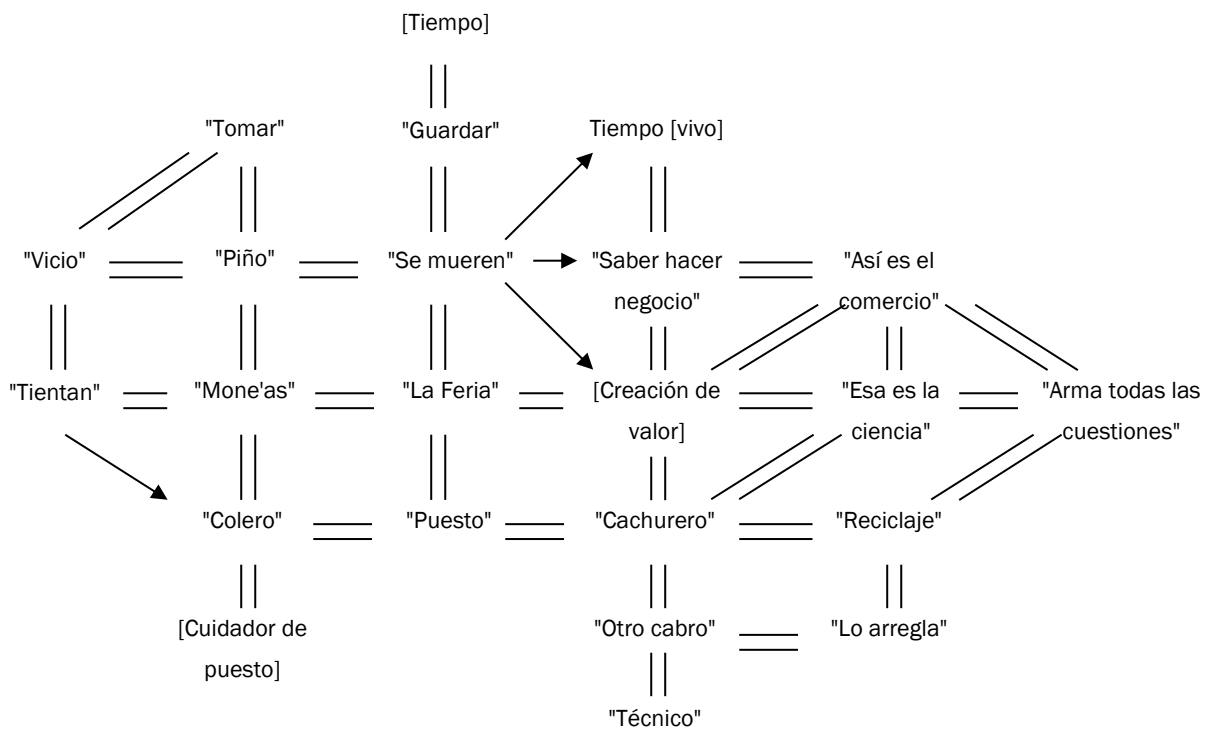 [Tiempo]
"Tomar"
"Guardar"
Tiempo [vivo]
"Vicio"
"Piño"
"Se mueren"
"Saber hacer
negocio"
"Así es el
comercio"
"Tientan"
"Mone'as"
"La Feria"
[Creación de
valor]
"Esa es la
ciencia"
"Arma todas las
cuestiones"
"Colero"
"Puesto"
"Cachurero"
"Reciclaje"
[Cuidador de
puesto]
"Otro cabro"
"Lo arregla"
"Técnico"